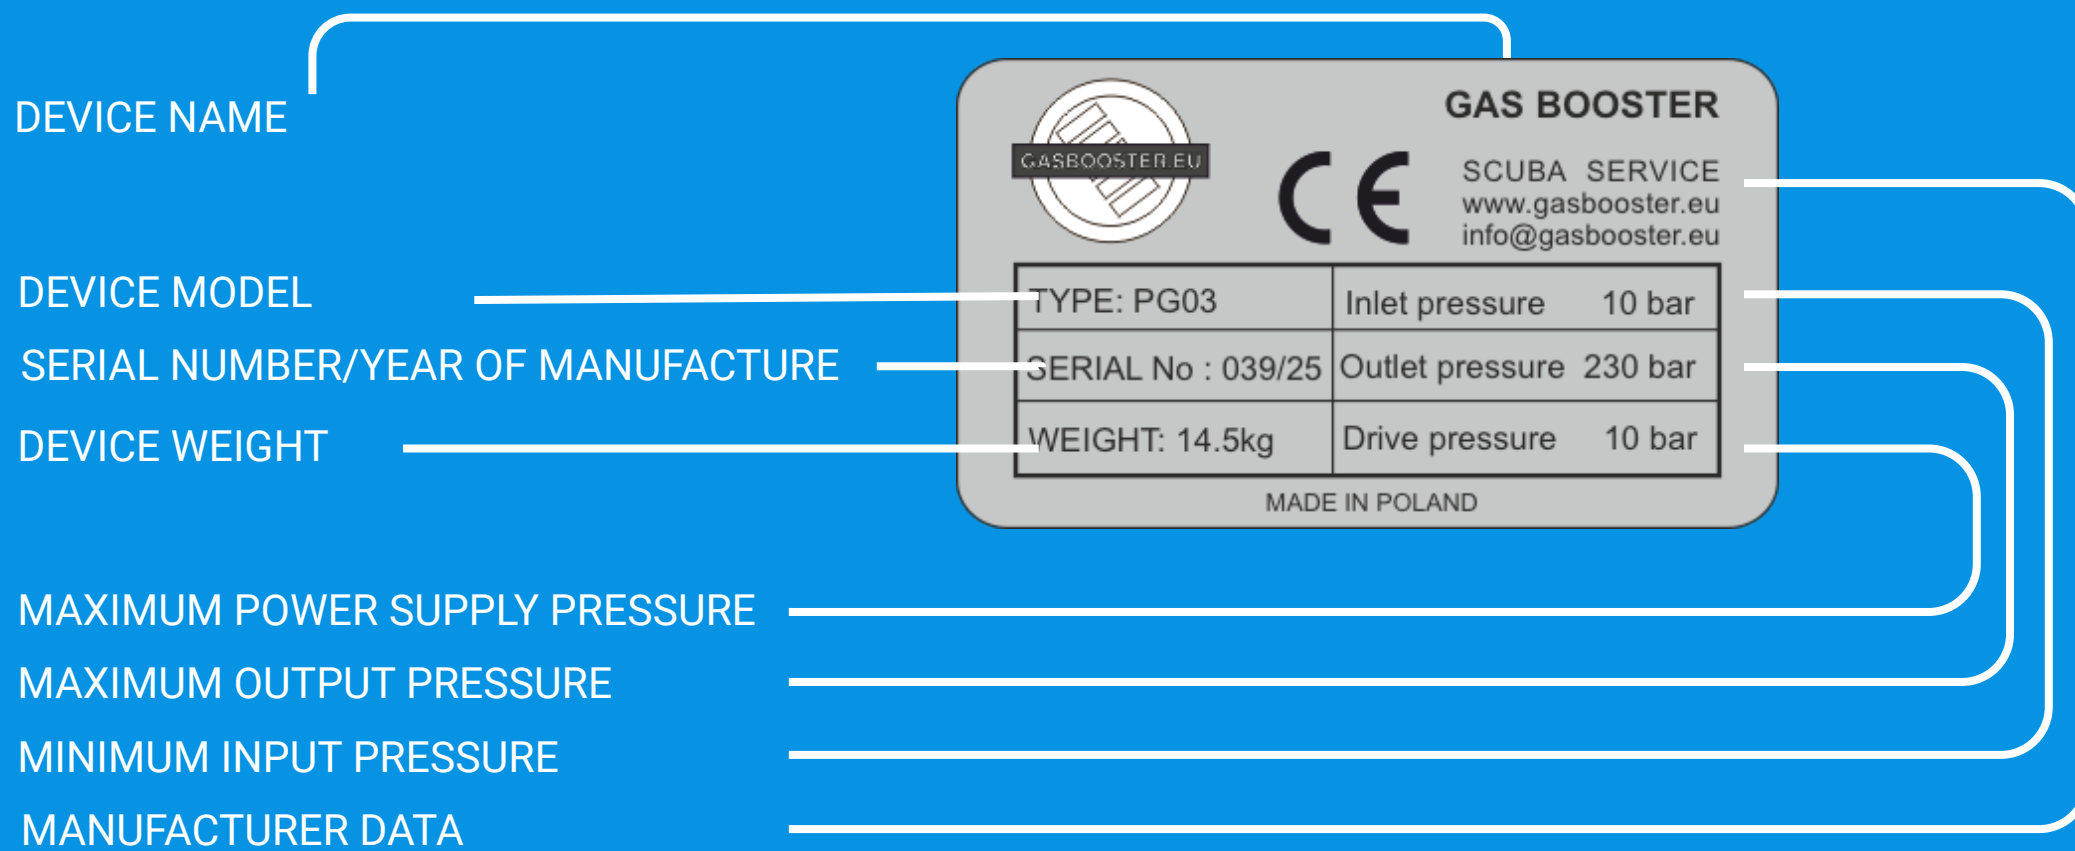 DEVICE NAME
DEVICE MODEL
SERIAL NUMBER/YEAR OF MANUFACTURE
DEVICE WEIGHT
MAXIMUM POWER SUPPLY PRESSURE
MAXIMUM OUTPUT PRESSURE
MINIMUM INPUT PRESSURE
MANUFACTURER DATA
GASBOOSTER.EU
CE
GAS BOOSTER
SCUBA SERVICE
www.gasbooster.eu
info@gasbooster.eu
TYPE: PG03
Inlet pressure 10 bar
SERIAL No : 039/25
Outlet pressure 230 bar
WEIGHT: 14.5kg
Drive pressure 10 bar
MADE IN POLAND